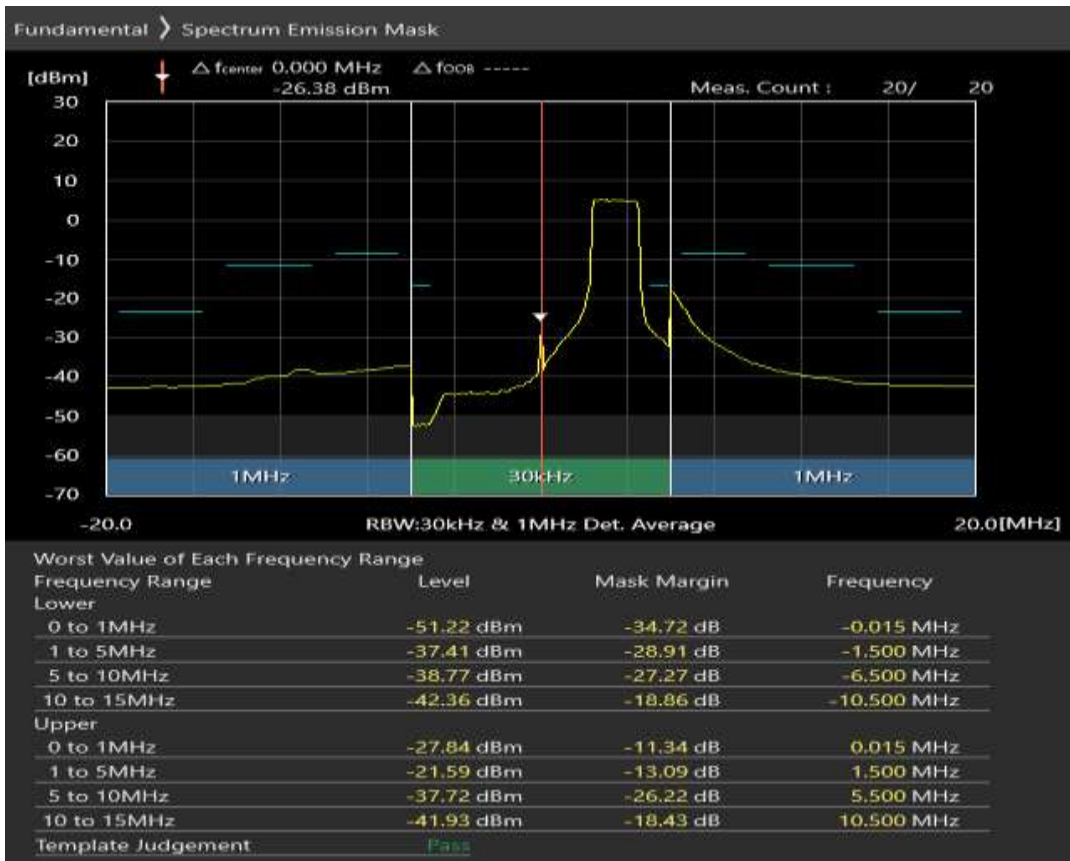 Fundamental 〉 Spectrum Emission Mask
[dBm] △ fcenter 0.000 MHz △ fOOB -----
-26.38 dBm Meas. Count : 20/ 20
30
20
10
0
-10
-20
-30
-40
-50
-60
1MHz 30kHz 1MHz
-70
-20.0 RBW:30kHz & 1MHz Det. Average 20.0[MHz]
Worst Value of Each Frequency Range
Frequency Range Level Mask Margin Frequency
Lower
0 to 1MHz -51.22 dBm -34.72 dB -0.015 MHz
1 to 5MHz -37.41 dBm -28.91 dB -1.500 MHz
5 to 10MHz -38.77 dBm -27.27 dB -6.500 MHz
10 to 15MHz -42.36 dBm -18.86 dB -10.500 MHz
Upper
0 to 1MHz -27.84 dBm -11.34 dB 0.015 MHz
1 to 5MHz -21.59 dBm -13.09 dB 1.500 MHz
5 to 10MHz -37.72 dBm -26.22 dB 5.500 MHz
10 to 15MHz -41.93 dBm -18.43 dB 10.500 MHz
Template Judgement Pass